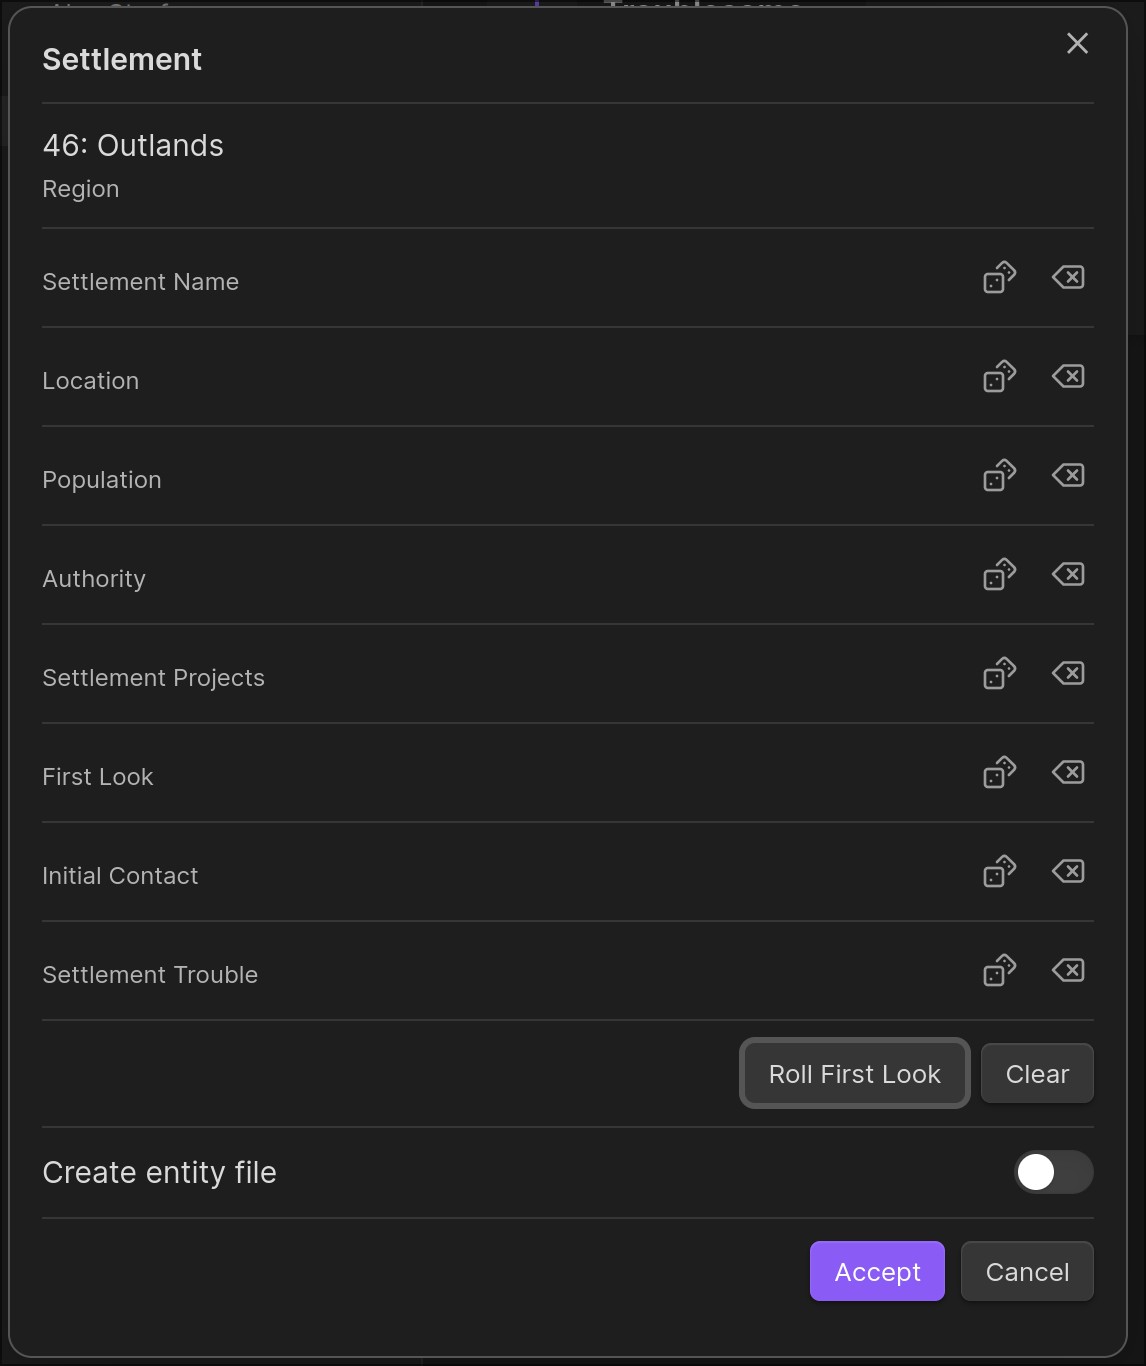 Settlement
46: Outlands
Region
Settlement Name
Location
Population
Authority
Settlement Projects
First Look
Initial Contact
Settlement Trouble
Roll First Look
Clear
Create entity file
Accept
Cancel